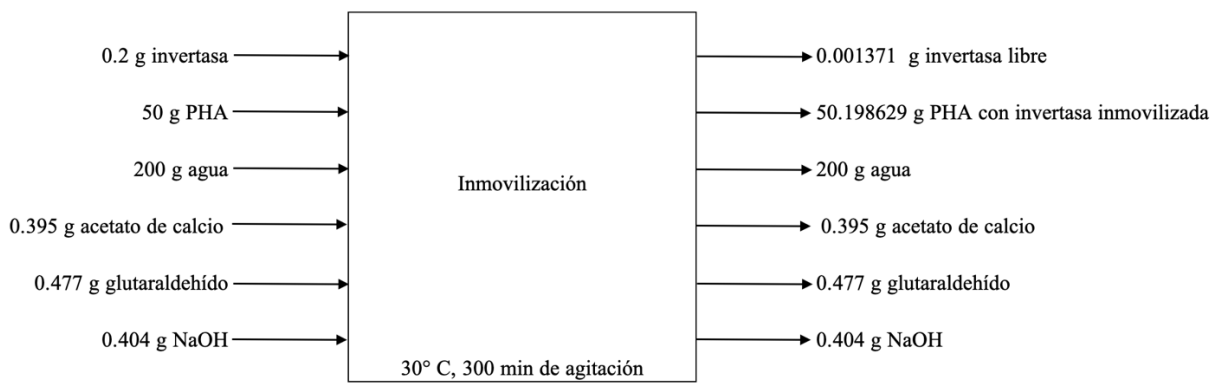 0.2 g invertasa
0.001371 g invertasa libre
50 g PHA
50.198629 g PHA con invertasa inmovilizada
200 g agua
200 g agua
Inmovilización
0.395 g acetato de calcio
0.395 g acetato de calcio
0.477 g glutaraldehído
0.477 g glutaraldehído
0.404 g NaOH
0.404 g NaOH
30° C, 300 min de agitación